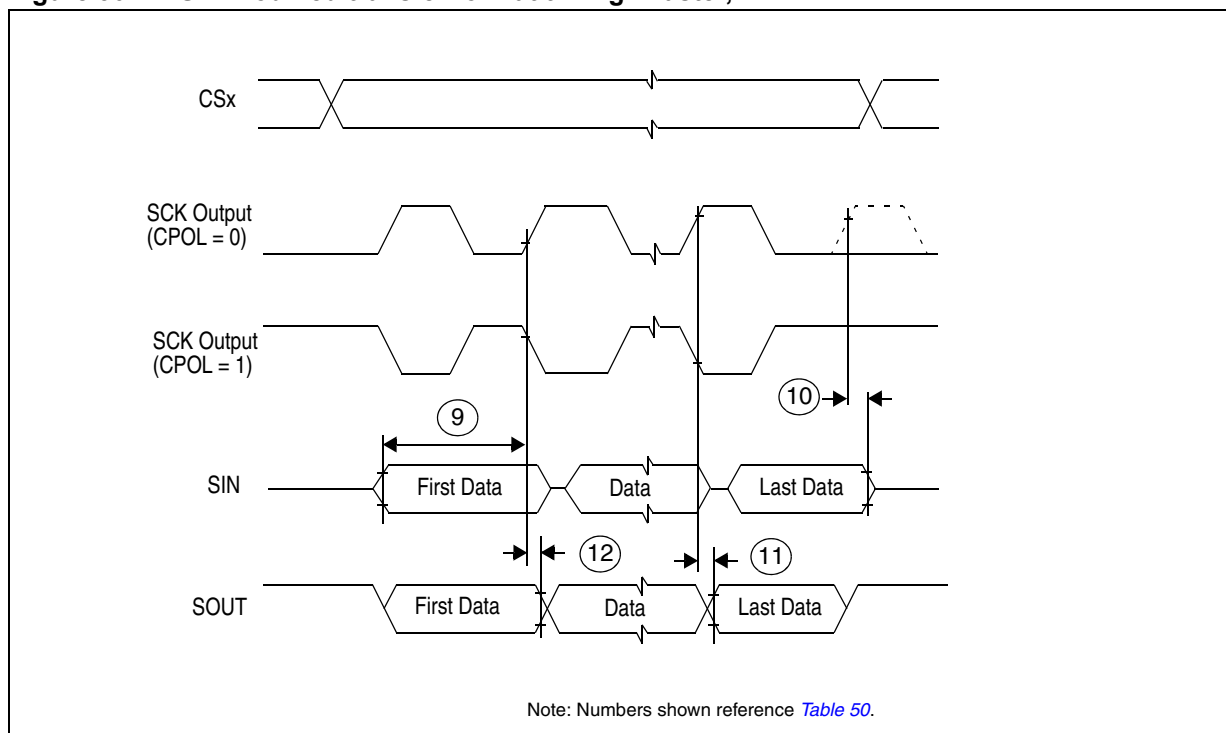 CSx
SCK Output
(CPOL = 0)
SCK Output
(CPOL = 1)
10
9
SIN
First Data
Data
Last Data
12
11
SOUT
First Data
Data
Last Data
Note: Numbers shown reference Table 50.